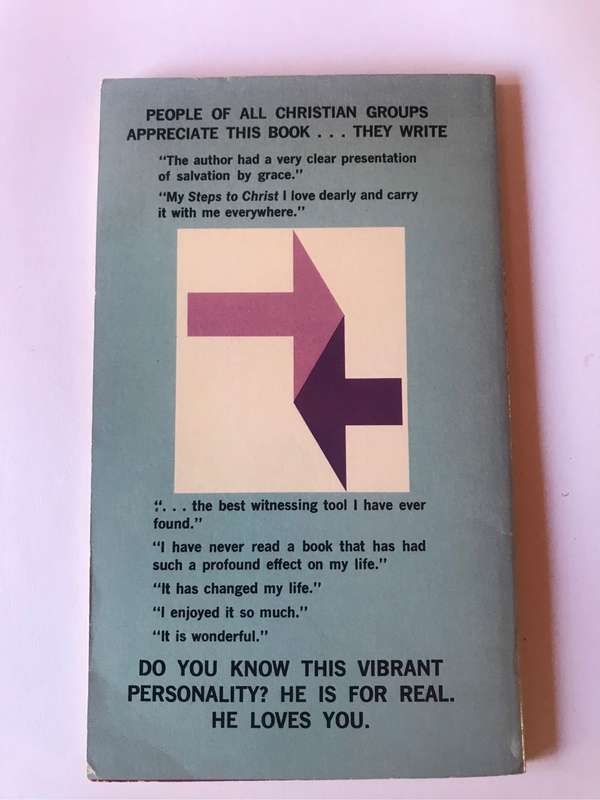 PEOPLE OF ALL CHRISTIAN GROUPS
APPRECIATE THIS BOOK . . . THEY WRITE
"The author had a very clear presentation
of salvation by grace."
"My Steps to Christ I love dearly and carry
it with me everywhere."
". . . the best witnessing tool I have ever
found."
"I have never read a book that has had
such a profound effect on my life."
"It has changed my life."
"I enjoyed it so much."
"It is wonderful."
DO YOU KNOW THIS VIBRANT
PERSONALITY? HE IS FOR REAL.
HE LOVES YOU.